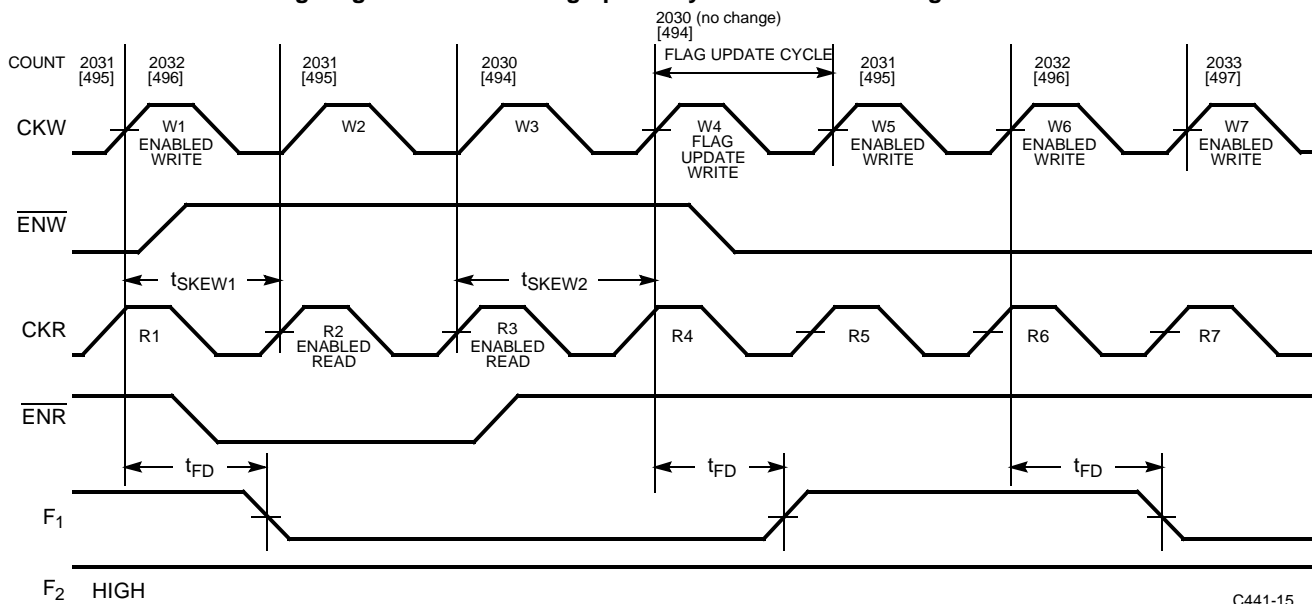 2030 (no change)
[494]
FLAG UPDATE CYCLE
COUNT 2031 2032 2031 2030 2031 2032 2033
[495] [496] [495] [494] [495] [496] [497]
CKW
W1 W2 W3 W4 W5 W6 W7
ENABLED WRITE
FLAG UPDATE WRITE
ENABLED WRITE
ENABLED WRITE
ENABLED WRITE
ENW
tSKEW1 tSKEW2
CKR
R1 R2 R3 R4 R5 R6 R7
ENABLED READ
ENABLED READ
ENR
tFD tFD tFD
F1
F2 HIGH
C441-15